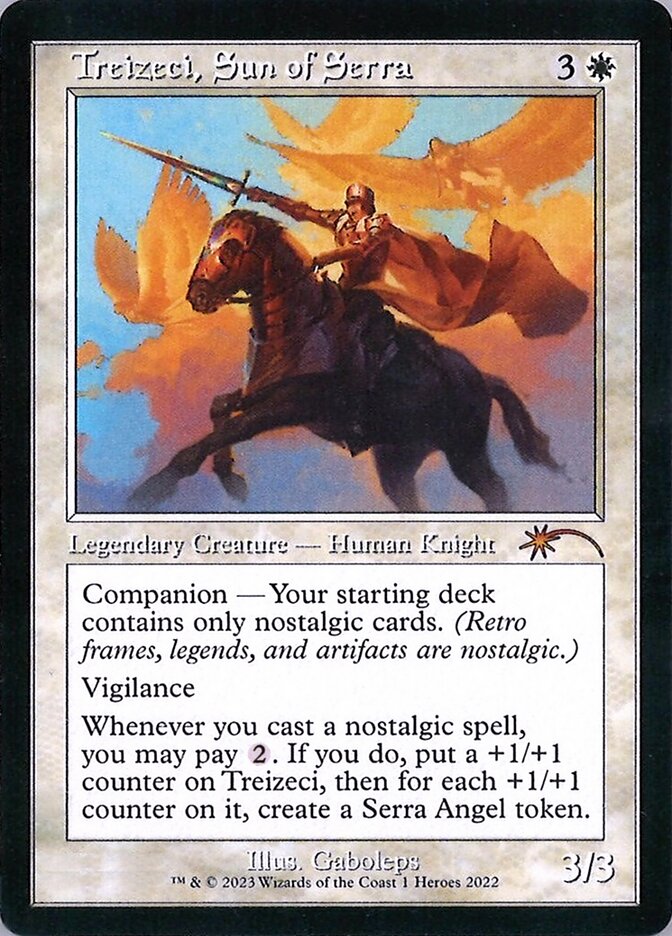 Treizeci, Sun of Serra 3
Legendary Creature — Human Knight
Companion — Your starting deck
contains only nostalgic cards. (Retro
frames, legends, and artifacts are nostalgic.)
Vigilance
Whenever you cast a nostalgic spell,
you may pay 2. If you do, put a +1/+1
counter on Treizeci, then for each +1/+1
counter on it, create a Serra Angel token.
Illus. Gaboleps
™ & © 2023 Wizards of the Coast 1 Heroes 2022
3/3